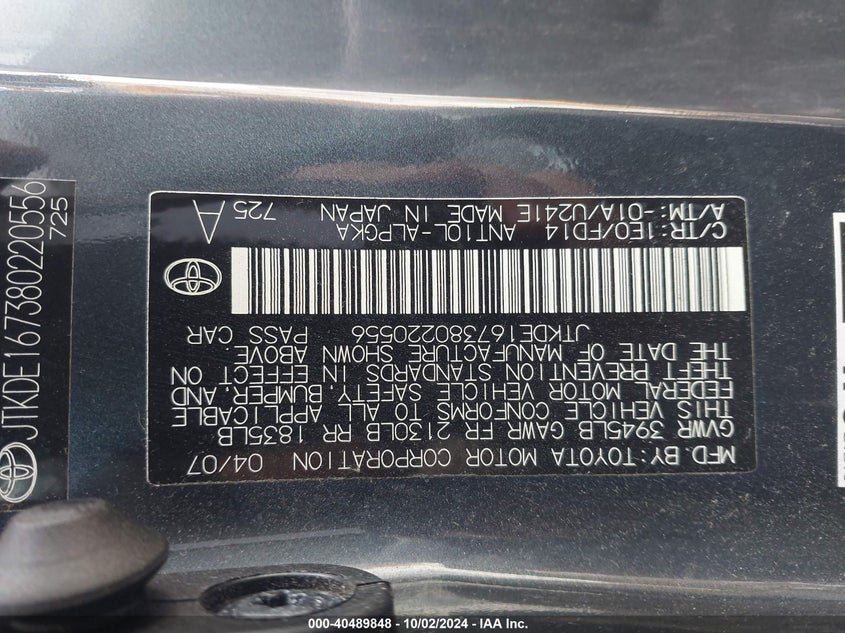 MFD BY:TOYOTA MOTOR CORPORATION 04/07
GVWR 3945LB GAWR FR 2130LB RR 1835LB
THIS VEHICLE CONFORMS TO ALL APPLICABLE
FEDERAL MOTOR VEHICLE SAFETY, BUMPER, AND
THEFT PREVENTION STANDARDS IN EFFECT ON
THE DATE OF MANUFACTURE SHOWN ABOVE.
JTKDE167380220556 PASS CAR
C/TR:1E0/FD14 ANT10L-ALPGKA
A/TM:-01A/U241E MADE IN JAPAN
725 A
JTKDE167380220556
725
000-40489848 - 10/02/2024 - IAA Inc.